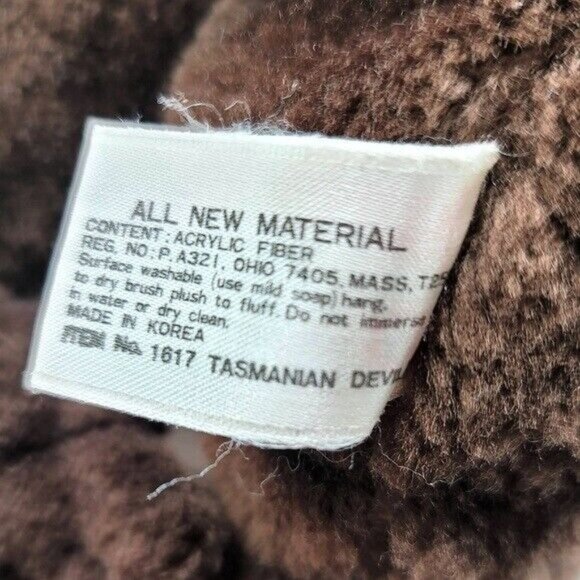 ALL NEW MATERIAL
CONTENT: ACRYLIC FIBER
REG. NO: P. A321, OHIO 7405, MASS, T25
Surface washable (use mild soap) hang
to dry brush plush to fluff. Do not immerse
in water or dry clean.
MADE IN KOREA
ITEM No. 1617 TASMANIAN DEVIL